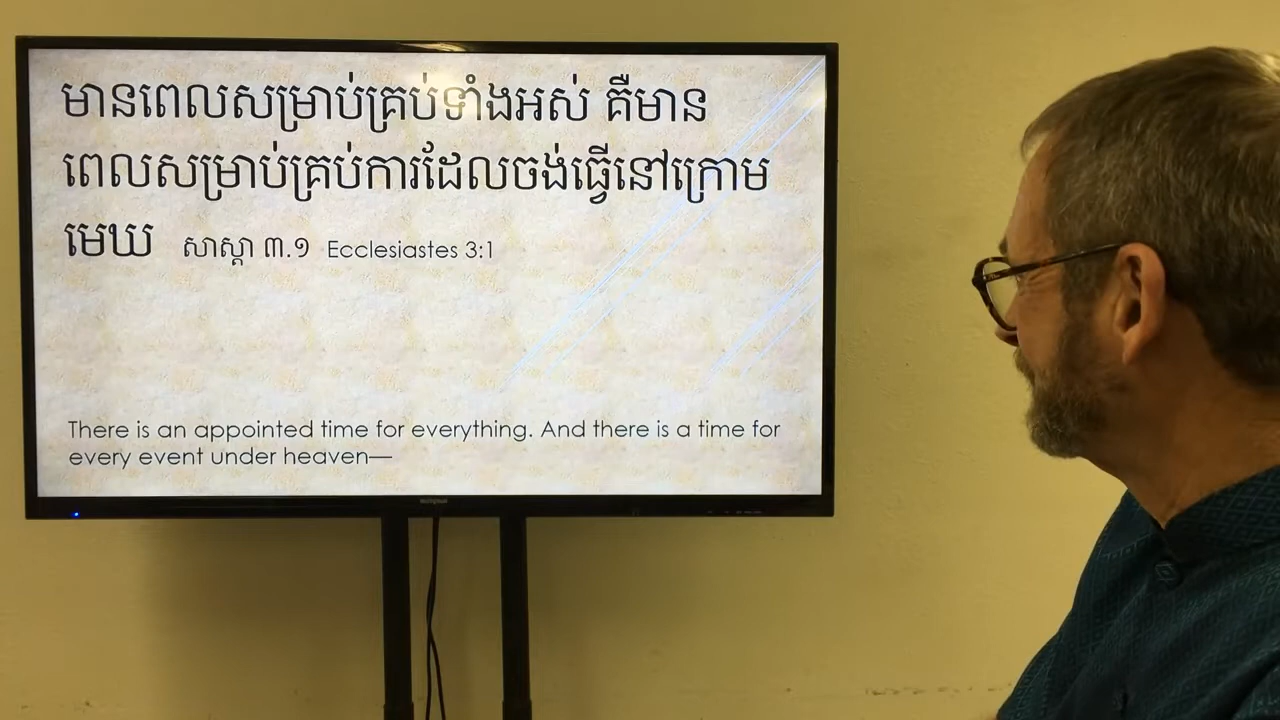 មានពេលសម្រាប់គ្រប់ទាំងអស់ គឺមាន
ពេលសម្រាប់គ្រប់ការដែលចង់ធ្វើនៅក្រោម
មេឃ សាស្តា ៣.១ Ecclesiastes 3:1
There is an appointed time for everything. And there is a time for
every event under heaven—